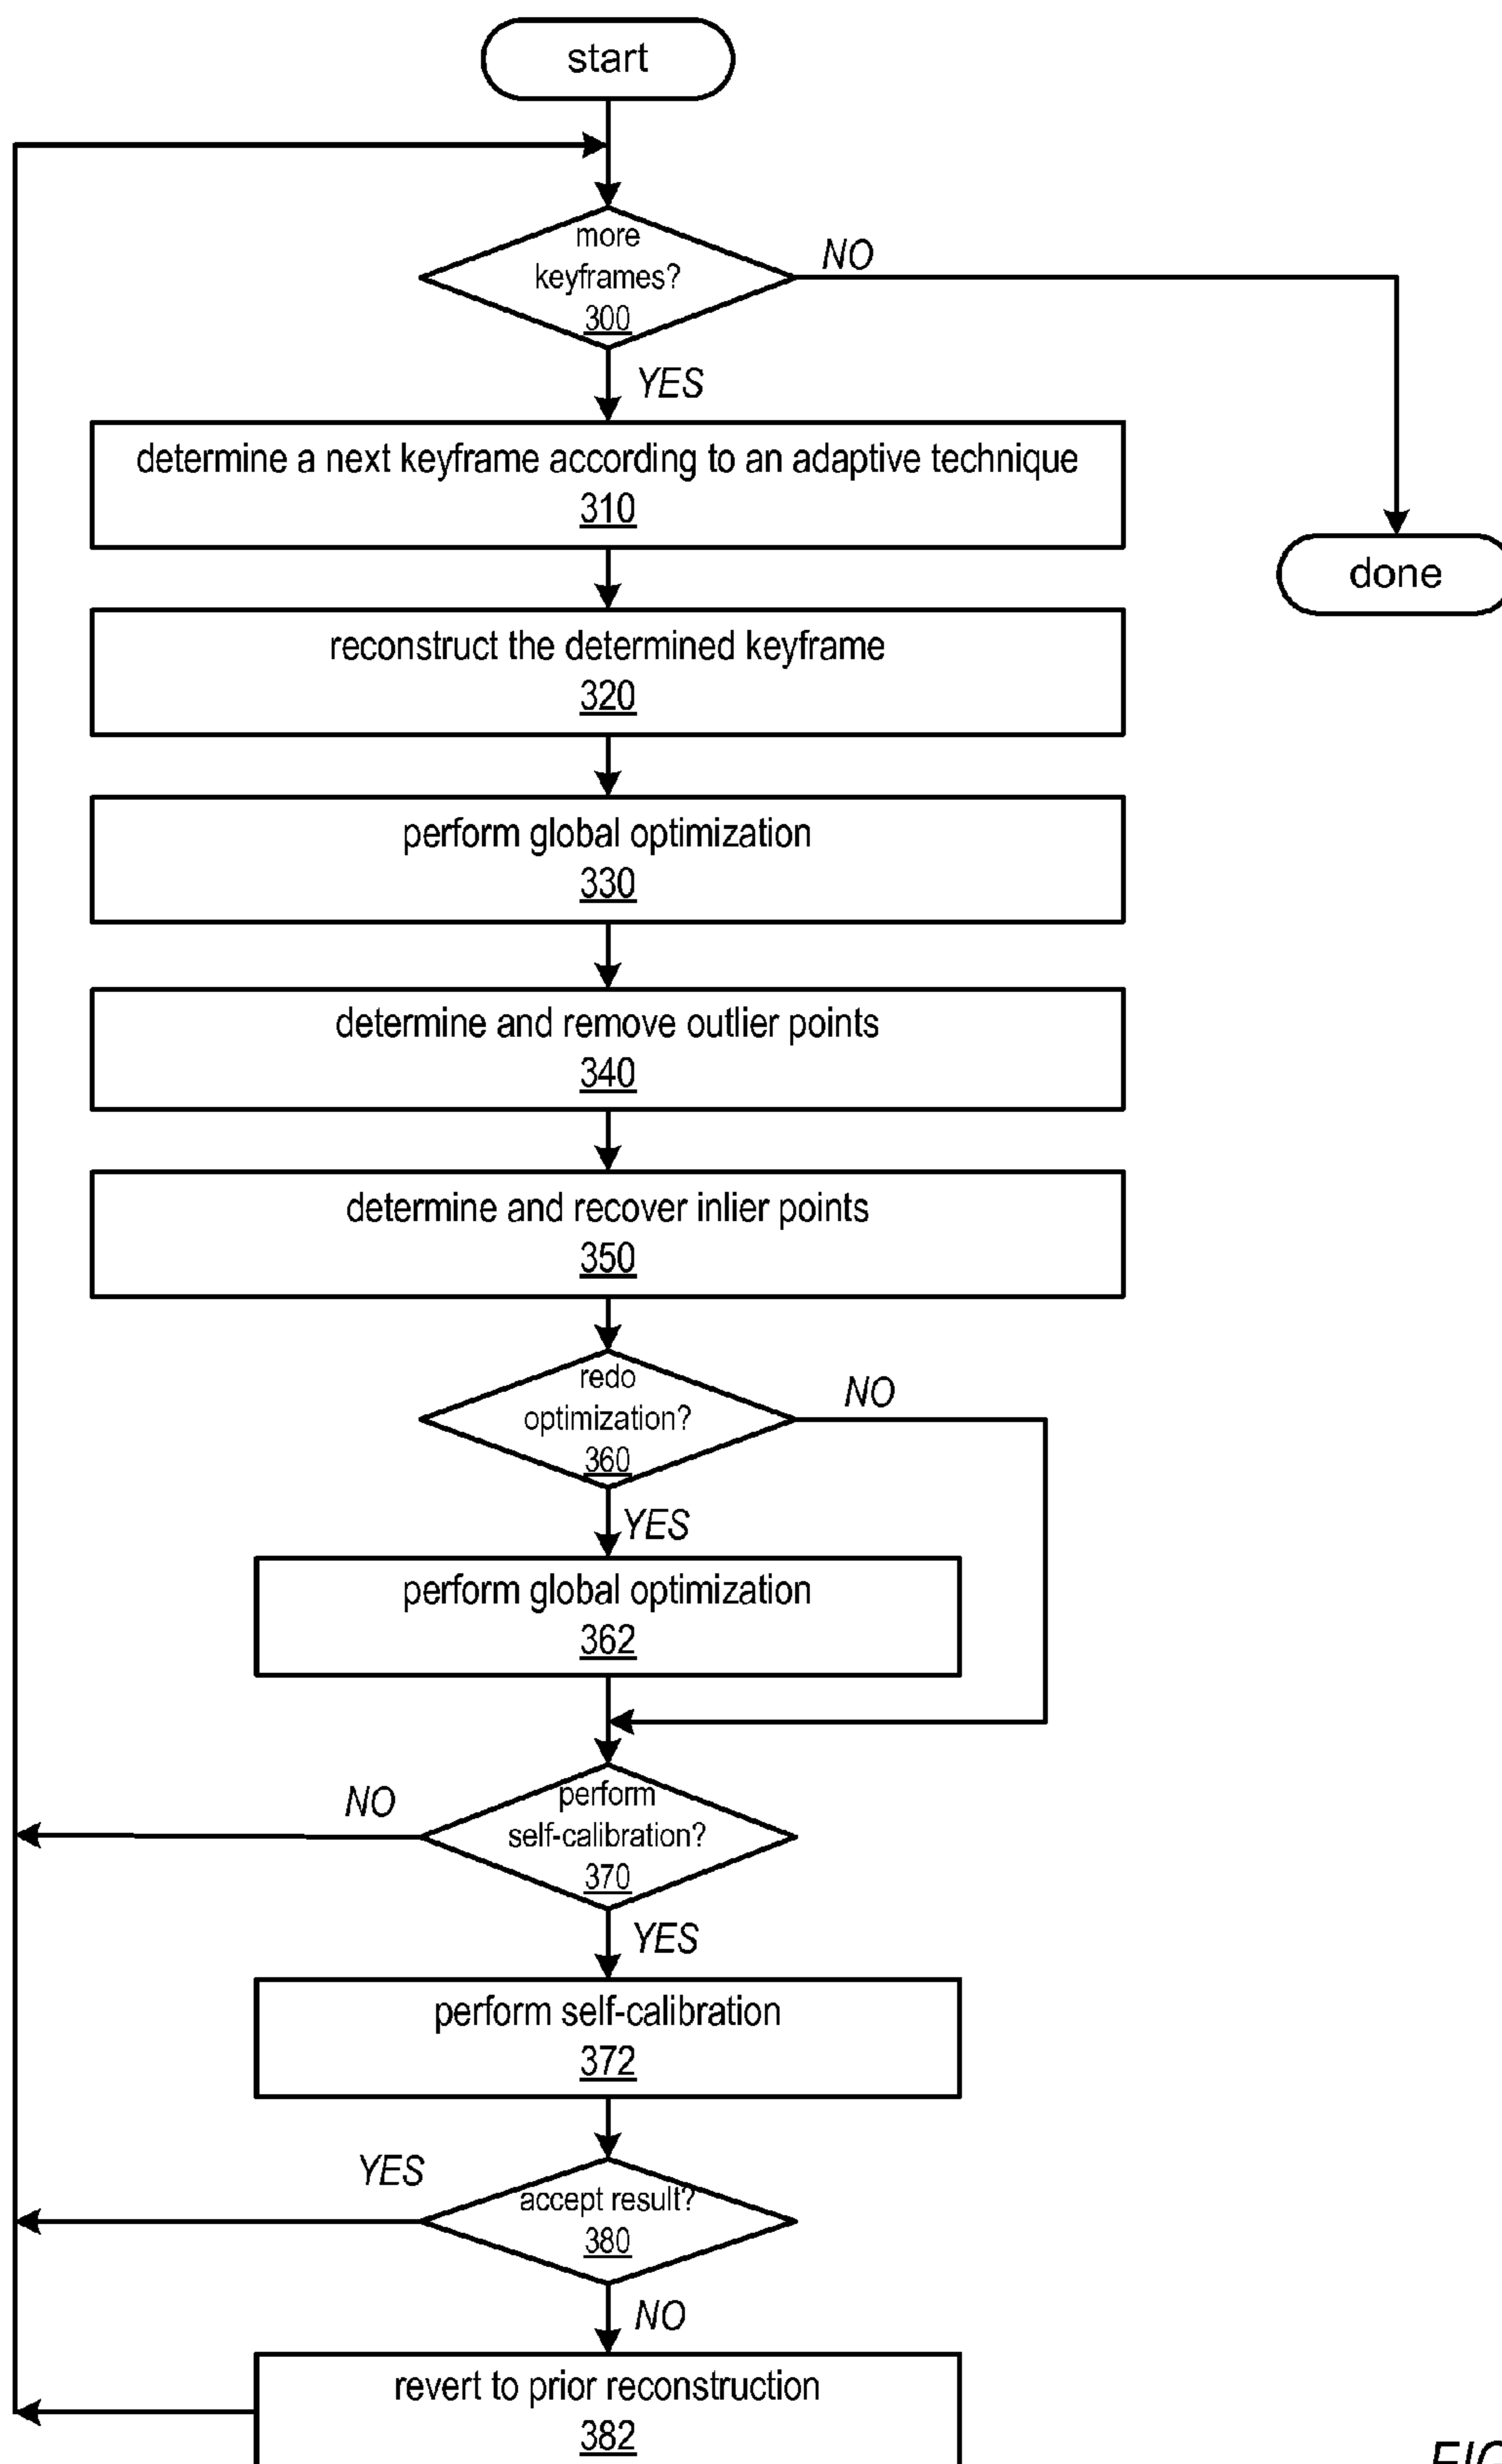 start
more
keyframes?
300
NO
YES
determine a next keyframe according to an adaptive technique
310
done
reconstruct the determined keyframe
320
perform global optimization
330
determine and remove outlier points
340
determine and recover inlier points
350
redo
optimization?
360
NO
YES
perform global optimization
362
perform
self-calibration?
370
NO
YES
perform self-calibration
372
accept result?
380
YES
NO
revert to prior reconstruction
382